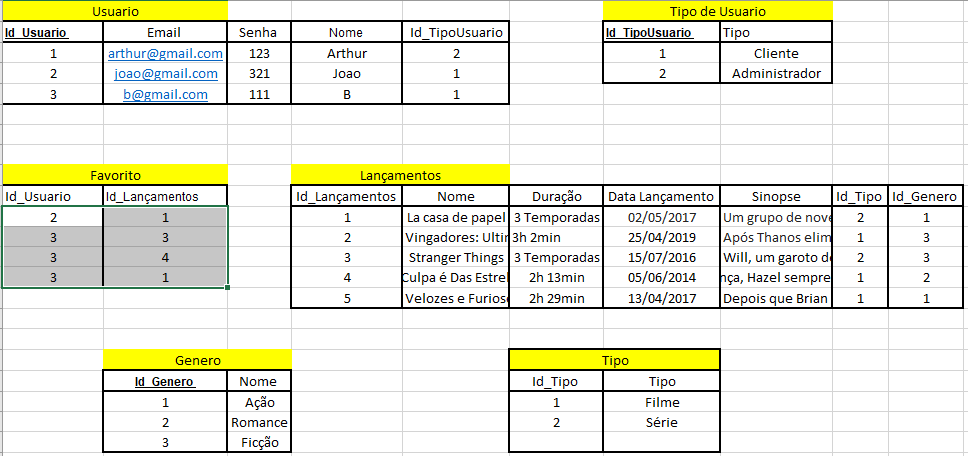 Usuario Tipo de Usuario
Id_Usuario Email Senha Nome Id_TipoUsuario Id_TipoUsuario Tipo
1 arthur@gmail.com 123 Arthur 2 1 Cliente
2 joao@gmail.com 321 Joao 1 2 Administrador
3 b@gmail.com 111 B 1
Favorito Lançamentos
Id_Usuario Id_Lançamentos Id_Lançamentos Nome Duração Data Lançamento Sinopse Id_Tipo Id_Genero
2 1 1 La casa de papel 3 Temporadas 02/05/2017 Um grupo de nove 2 1
3 3 2 Vingadores: Ultin 3h 2min 25/04/2019 Após Thanos elim 1 3
3 4 3 Stranger Things 3 Temporadas 15/07/2016 Will, um garoto de 2 3
3 1 4 Culpa é Das Estrel 2h 13min 05/06/2014 nça, Hazel sempre 1 2
5 Velozes e Furios 2h 29min 13/04/2017 Depois que Brian 1 1
Genero Tipo
Id_Genero Nome Id_Tipo Tipo
1 Ação 1 Filme
2 Romance 2 Série
3 Ficção